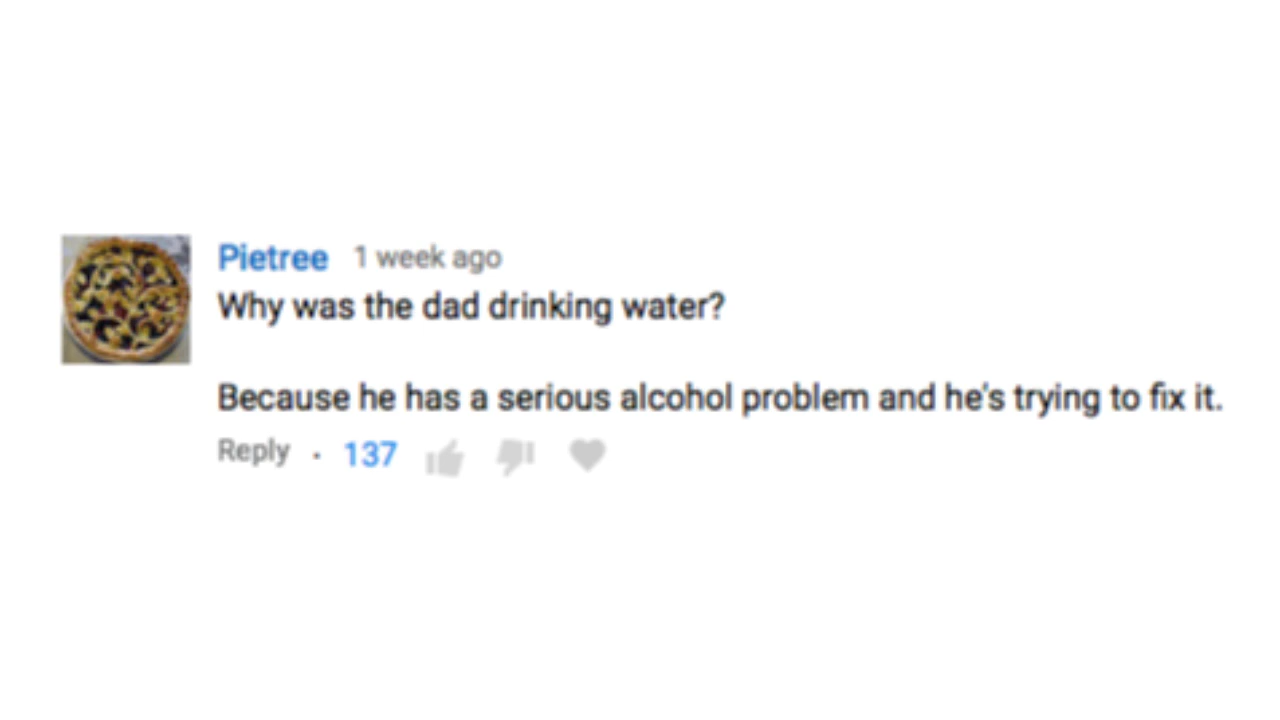 Pietree 1 week ago
Why was the dad drinking water?
Because he has a serious alcohol problem and he's trying to fix it.
Reply · 137